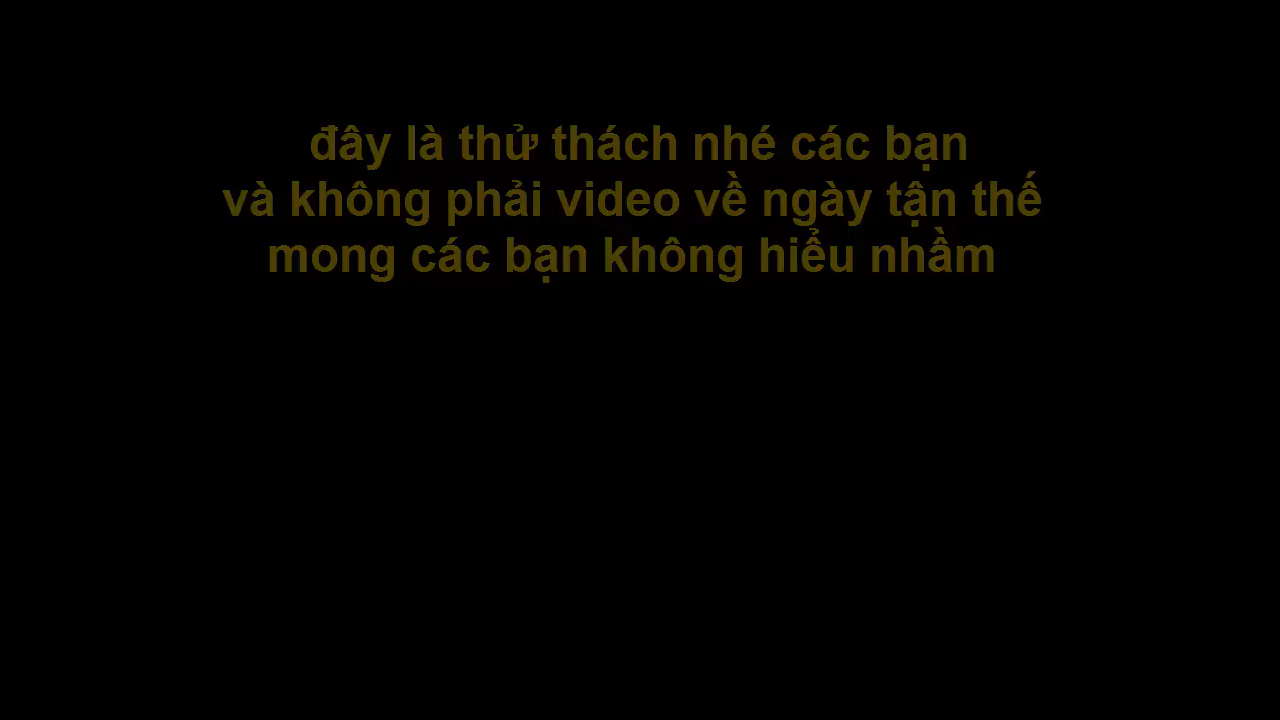 đây là thử thách nhé các bạn
và không phải video về ngày tận thế
mong các bạn không hiểu nhầm